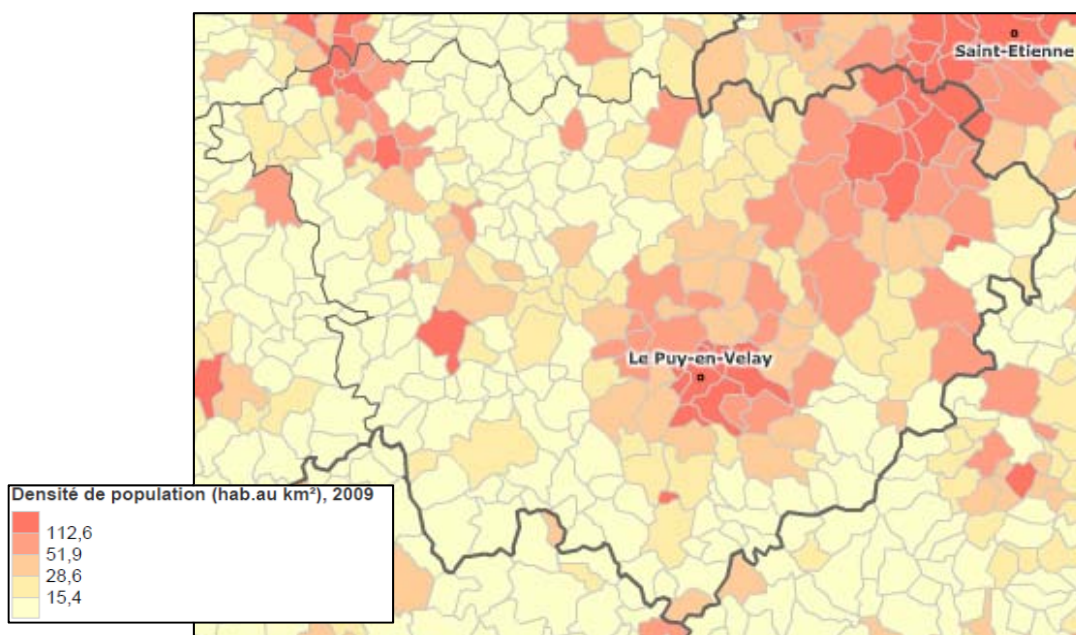 Saint-Etienne
Le Puy-en-Velay
Densité de population (hab.au km²), 2009
112,6
51,9
28,6
15,4